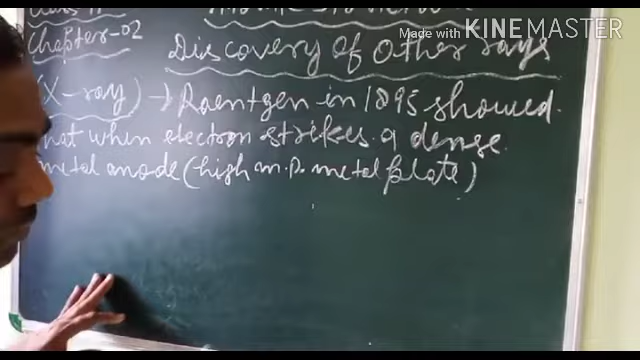 Made with KINEMASTER
Chapter-02
Discovery of Other rays
(X-ray) → Roentgen in 1895 showed.
hat when electron strikes a dense.
metal anode (high m.p. metal plate)